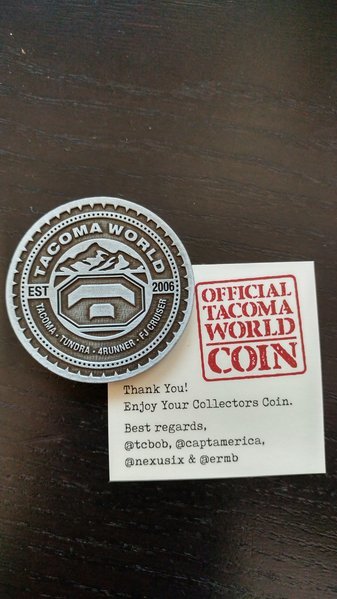 TACOMA WORLD
EST 2006
TACOMA · TUNDRA · 4RUNNER · FJ CRUISER
OFFICIAL
TACOMA
WORLD
COIN
Thank You!
Enjoy Your Collectors Coin.
Best regards,
@tcbob, @captamerica,
@nexusix & @ermb